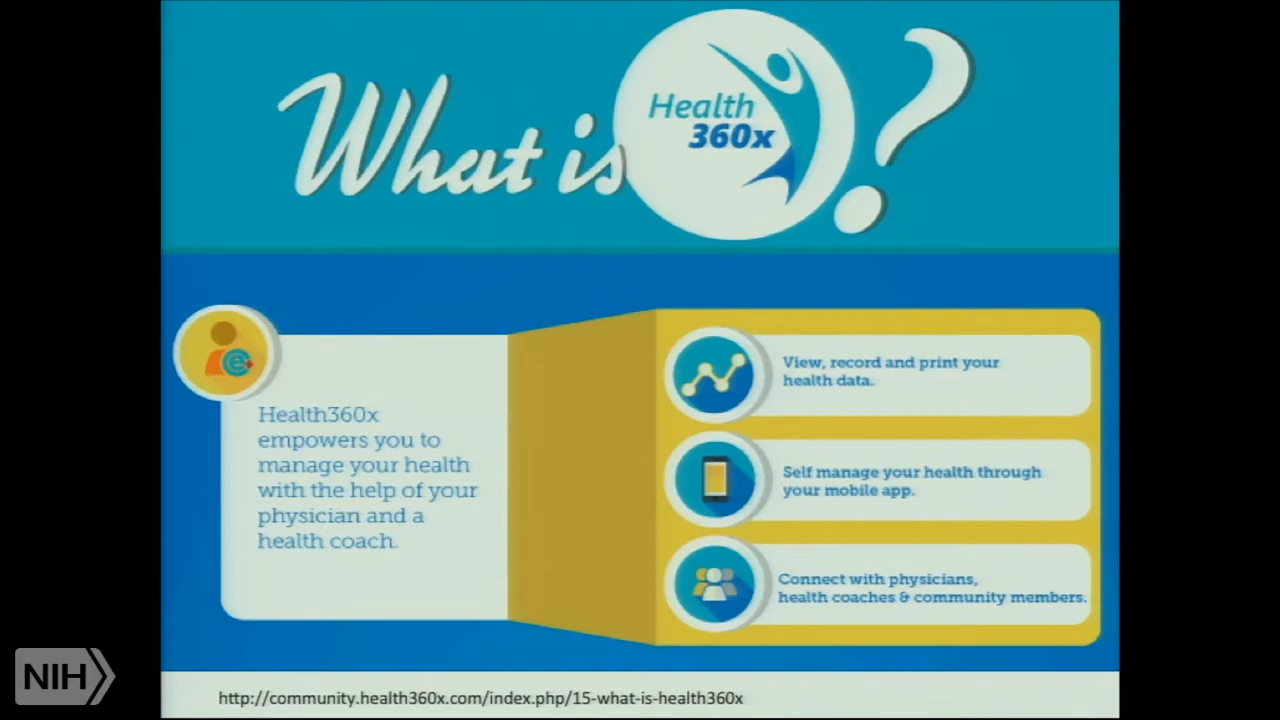 What is
Health
360x
?
Health360x
empowers you to
manage your health
with the help of your
physician and a
health coach.
e
View, record and print your
health data.
Self manage your health through
your mobile app.
Connect with physicians,
health coaches & community members.
NIH
http://community.health360x.com/index.php/15-what-is-health360x